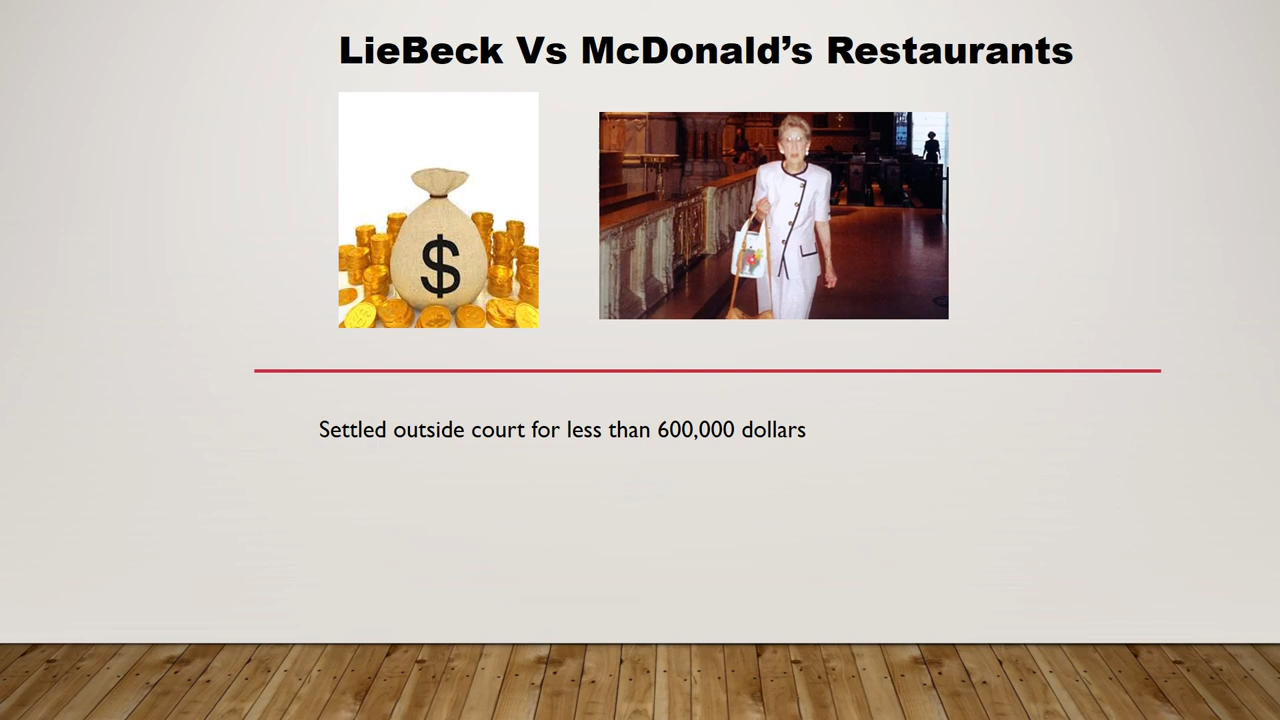 LieBeck Vs McDonald’s Restaurants
$
Settled outside court for less than 600,000 dollars